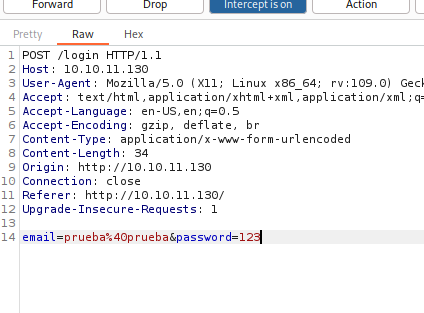 Forward Drop Intercept is on Action
Pretty Raw Hex
1 POST /login HTTP/1.1
2 Host: 10.10.11.130
3 User-Agent: Mozilla/5.0 (X11; Linux x86_64; rv:109.0) Geck
4 Accept: text/html,application/xhtml+xml,application/xml;q=
5 Accept-Language: en-US,en;q=0.5
6 Accept-Encoding: gzip, deflate, br
7 Content-Type: application/x-www-form-urlencoded
8 Content-Length: 34
9 Origin: http://10.10.11.130
10 Connection: close
11 Referer: http://10.10.11.130/
12 Upgrade-Insecure-Requests: 1
13
14 email=prueba%40prueba&password=123